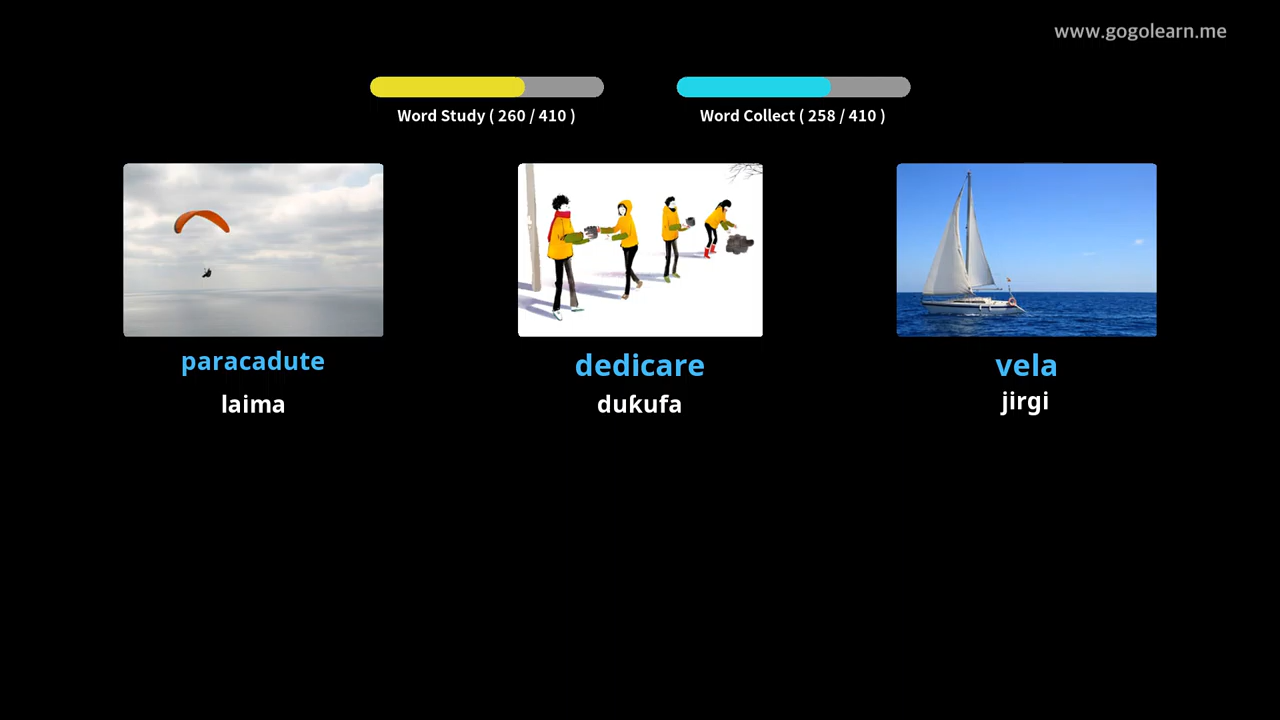 www.gogolearn.me
Word Study ( 260 / 410 )
Word Collect ( 258 / 410 )
paracadute
dedicare
vela
laima
duƙufa
jirgi